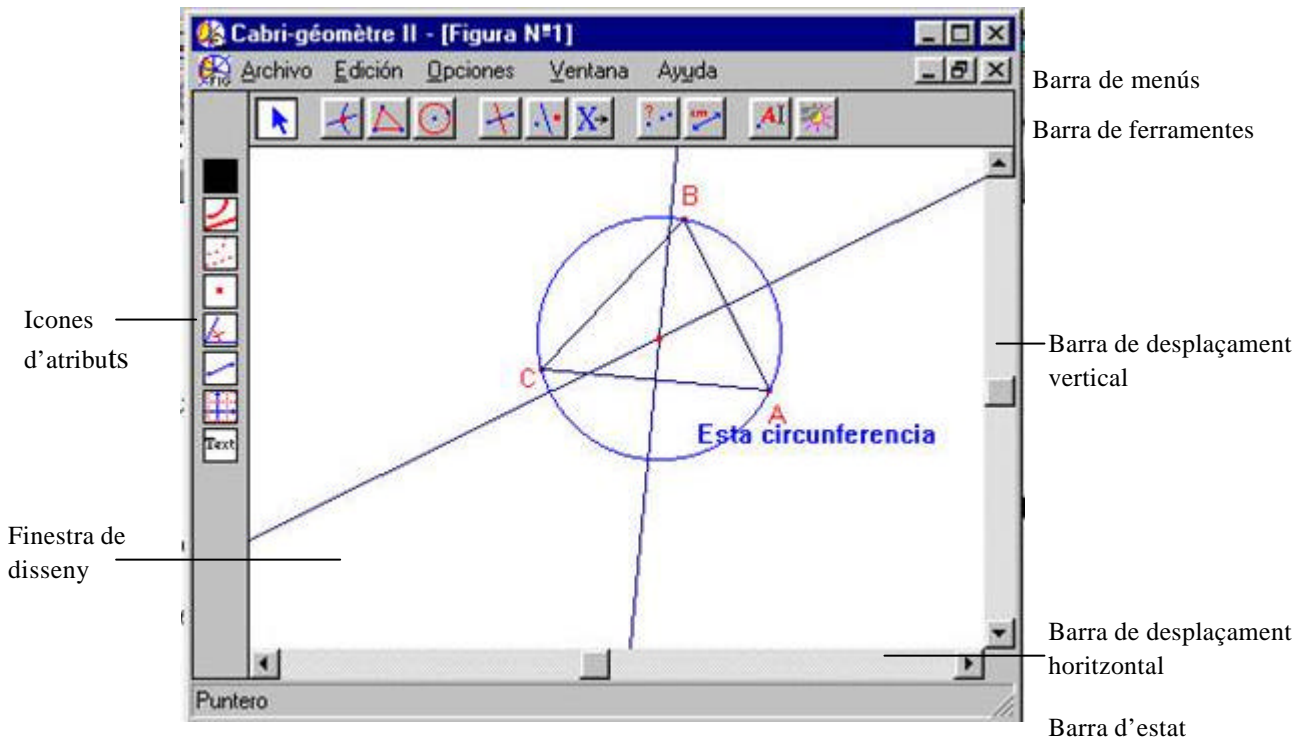 Cabri-géomètre II - [Figura Nº1]
Archivo Edición Opciones Ventana Ayuda
Barra de menús
Barra de ferramentes
B
C
A
Esta circunferencia
Text
Icones
d’atributs
Barra de desplaçament
vertical
Finestra de
disseny
Barra de desplaçament
horitzontal
Puntero
Barra d’estat